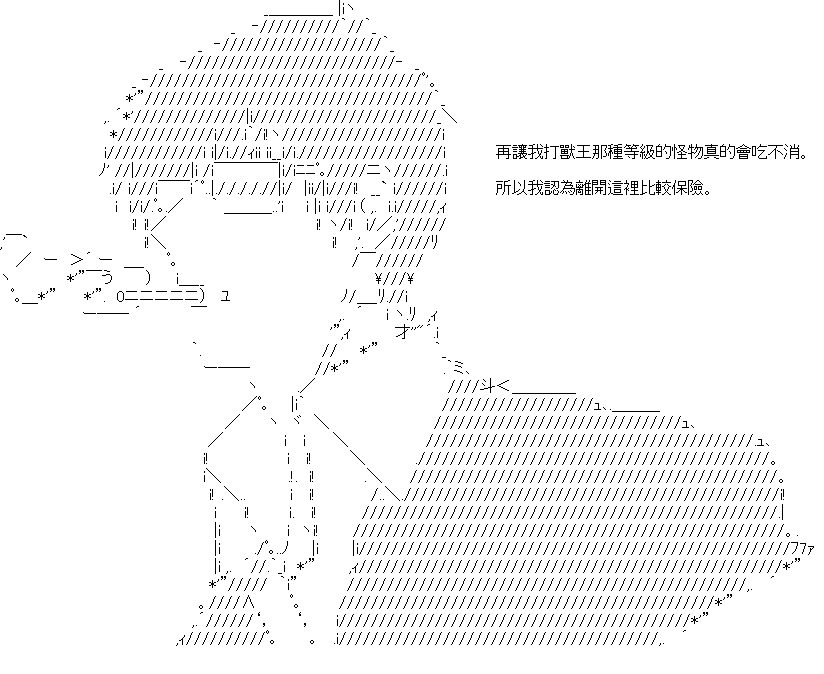 再讓我打獸王那種等級的怪物真的會吃不消。
所以我認為離開這裡比較保險。